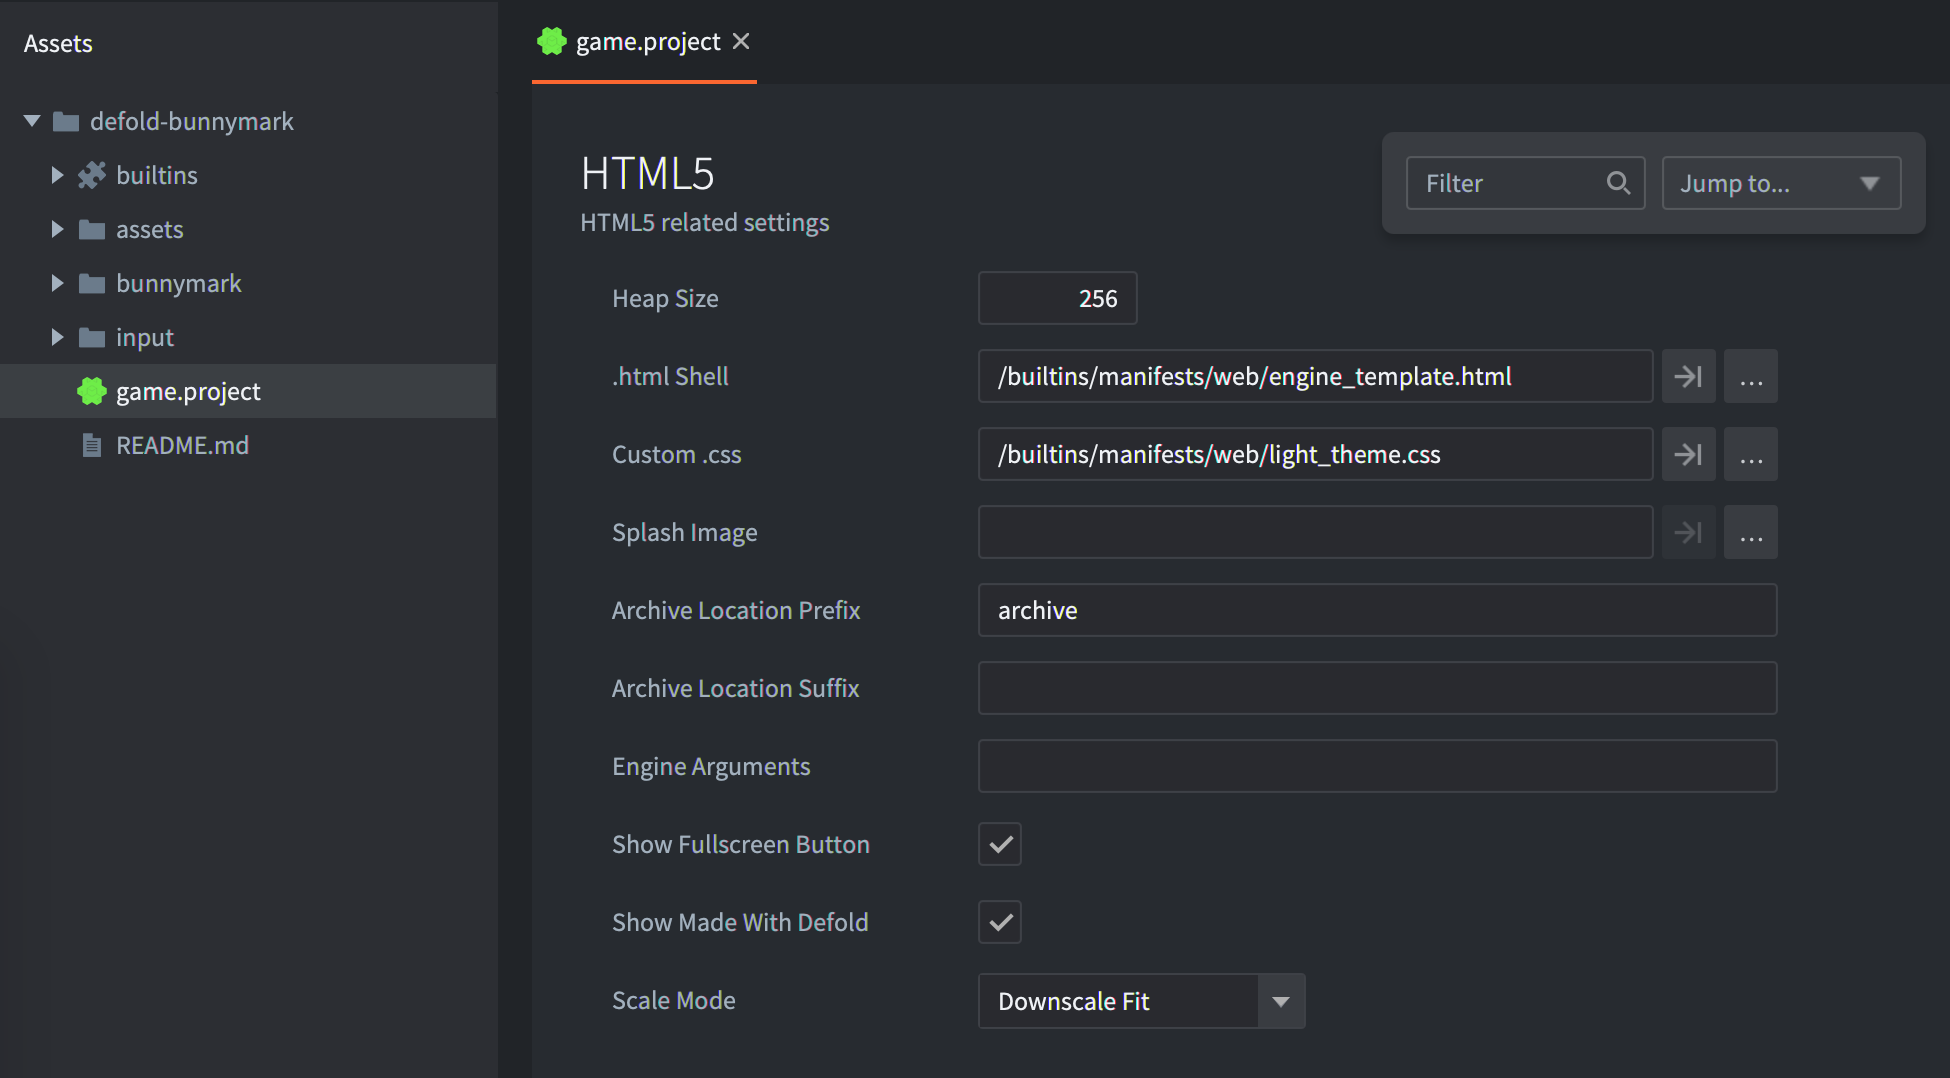 Assets
defold-bunnymark
builtins
assets
bunnymark
input
game.project
README.md
game.project
HTML5
HTML5 related settings
Filter
Jump to...
Heap Size
256
.html Shell
/builtins/manifests/web/engine_template.html
...
Custom .css
/builtins/manifests/web/light_theme.css
...
Splash Image
...
Archive Location Prefix
archive
Archive Location Suffix
Engine Arguments
Show Fullscreen Button
Show Made With Defold
Scale Mode
Downscale Fit